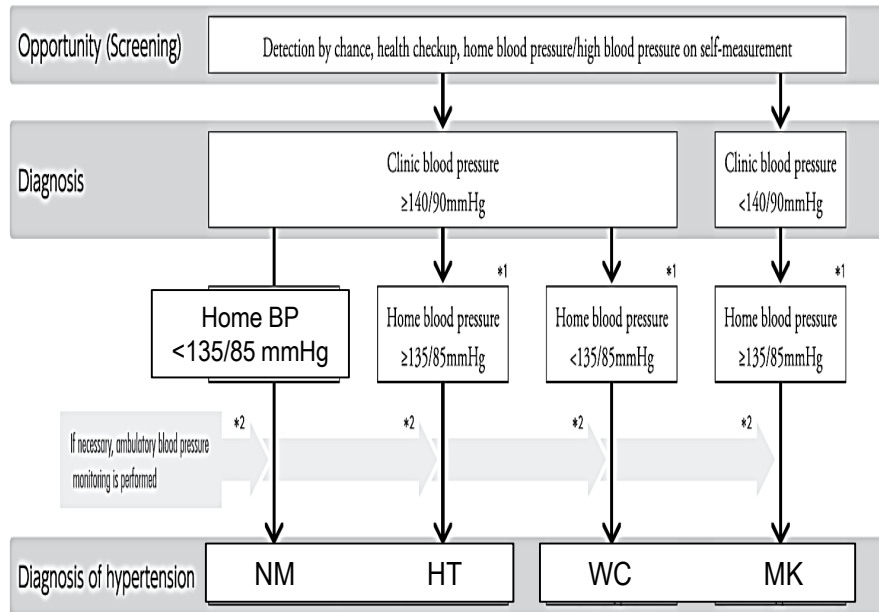 Opportunity (Screening)
Detection by chance, health checkup, home blood pressure/high blood pressure on self-measurement
Diagnosis
Clinic blood pressure
≥140/90mmHg
Clinic blood pressure
<140/90mmHg
Home BP
<135/85 mmHg
*1
Home blood pressure
≥135/85mmHg
*1
Home blood pressure
<135/85mmHg
*1
Home blood pressure
≥135/85mmHg
If necessary, ambulatory blood pressure
monitoring is performed
*2
*2
*2
*2
Diagnosis of hypertension
NM
HT
WC
MK